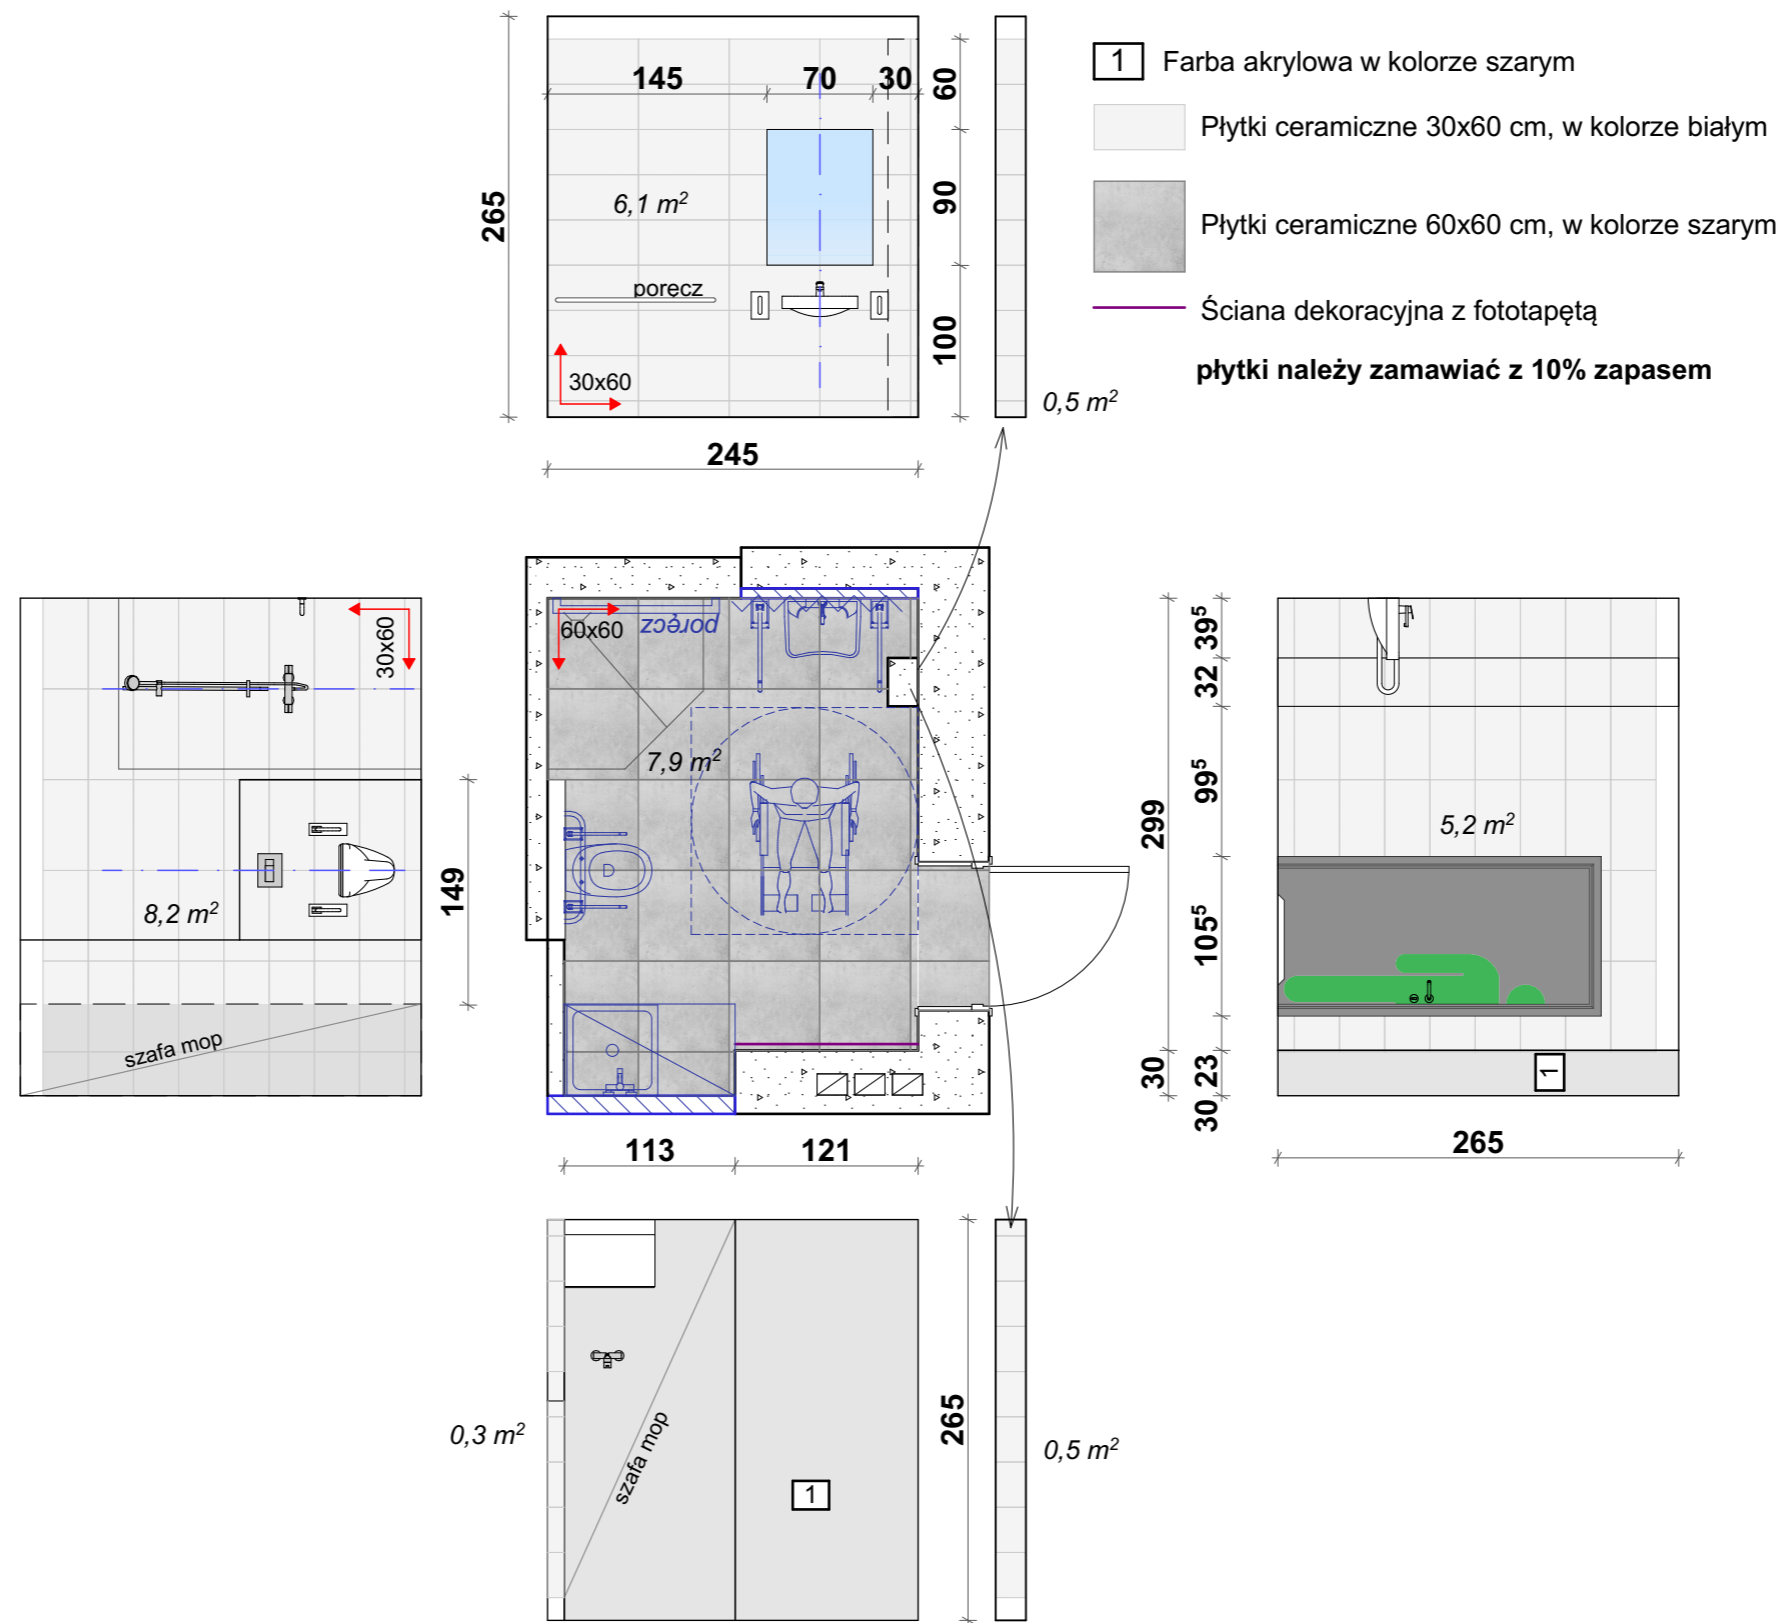 1 Farba akrylowa w kolorze szarym
Płytki ceramiczne 30x60 cm, w kolorze białym
Płytki ceramiczne 60x60 cm, w kolorze szarym
Ściana dekoracyjna z fototapetą
płytki należy zamawiać z 10% zapasem
145 70 30
60
90
100
265
6,1 m²
poręcz
30x60
245
0,5 m²
30x60
149
8,2 m²
szafa mop
60x60
poręcz
7,9 m²
113 121
299
30
39⁵
32
99⁵
105⁵
23
30
5,2 m²
1
265
0,3 m²
szafa mop
1
265
0,5 m²